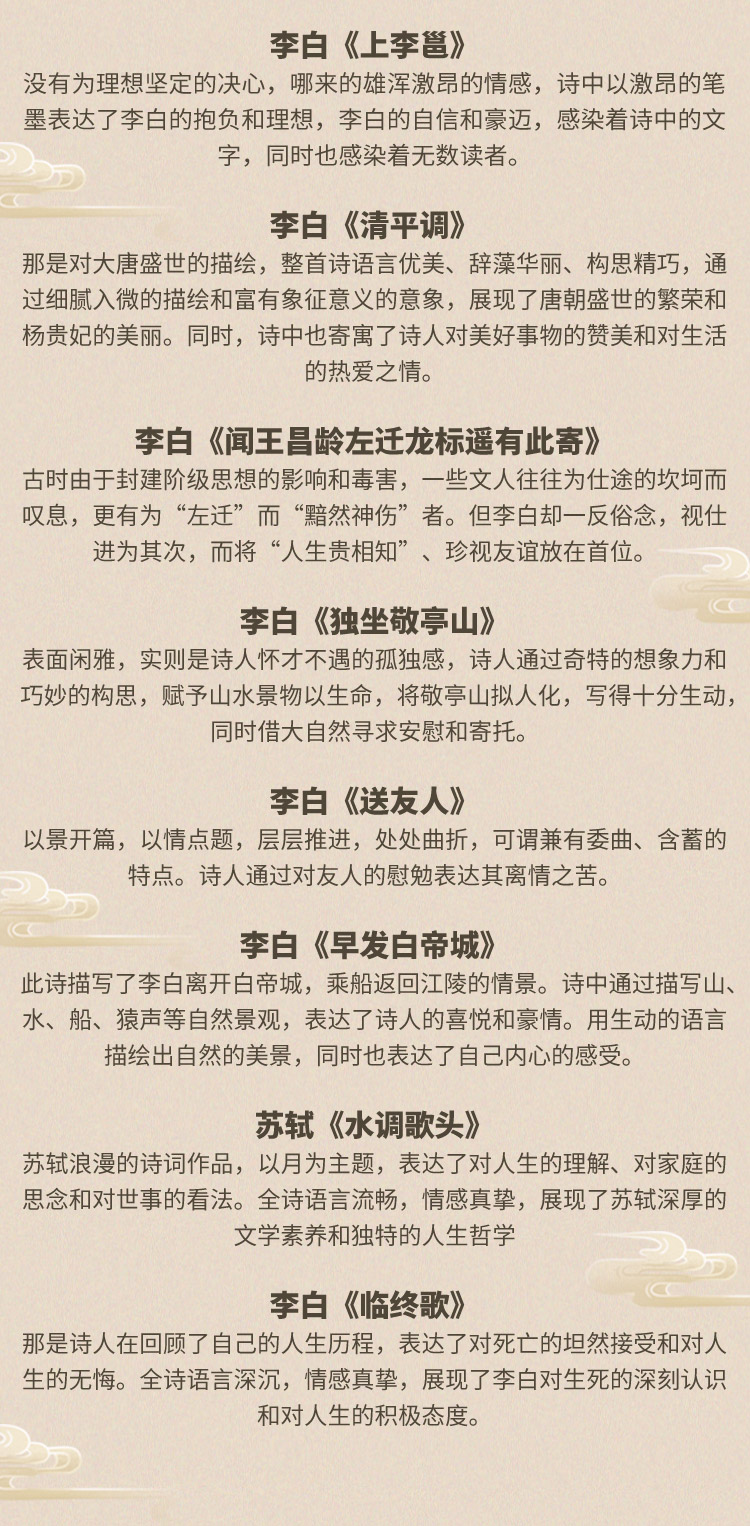 李白《上李邕》
没有为理想坚定的决心，哪来的雄浑激昂的情感，诗中以激昂的笔
墨表达了李白的抱负和理想，李白的自信和豪迈，感染着诗中的文
字，同时也感染着无数读者。
李白《清平调》
那是对大唐盛世的描绘，整首诗语言优美、辞藻华丽、构思精巧，通
过细腻入微的描绘和富有象征意义的意象，展现了唐朝盛世的繁荣和
杨贵妃的美丽。同时，诗中也寄寓了诗人对美好事物的赞美和对生活
的热爱之情。
李白《闻王昌龄左迁龙标遥有此寄》
古时由于封建阶级思想的影响和毒害，一些文人往往为仕途的坎坷而
叹息，更有为“左迁”而“黯然神伤”者。但李白却一反俗念，视仕
进为其次，而将“人生贵相知”、珍视友谊放在首位。
李白《独坐敬亭山》
表面闲雅，实则是诗人怀才不遇的孤独感，诗人通过奇特的想象力和
巧妙的构思，赋予山水景物以生命，将敬亭山拟人化，写得十分生动，
同时借大自然寻求安慰和寄托。
李白《送友人》
以景开篇，以情点题，层层推进，处处曲折，可谓兼有委曲、含蓄的
特点。诗人通过对友人的慰勉表达其离情之苦。
李白《早发白帝城》
此诗描写了李白离开白帝城，乘船返回江陵的情景。诗中通过描写山、
水、船、猿声等自然景观，表达了诗人的喜悦和豪情。用生动的语言
描绘出自然的美景，同时也表达了自己内心的感受。
苏轼《水调歌头》
苏轼浪漫的诗词作品，以月为主题，表达了对人生的理解、对家庭的
思念和对世事的看法。全诗语言流畅，情感真挚，展现了苏轼深厚的
文学素养和独特的人生哲学
李白《临终歌》
那是诗人在回顾了自己的人生历程，表达了对死亡的坦然接受和对人
生的无悔。全诗语言深沉，情感真挚，展现了李白对生死的深刻认识
和对人生的积极态度。